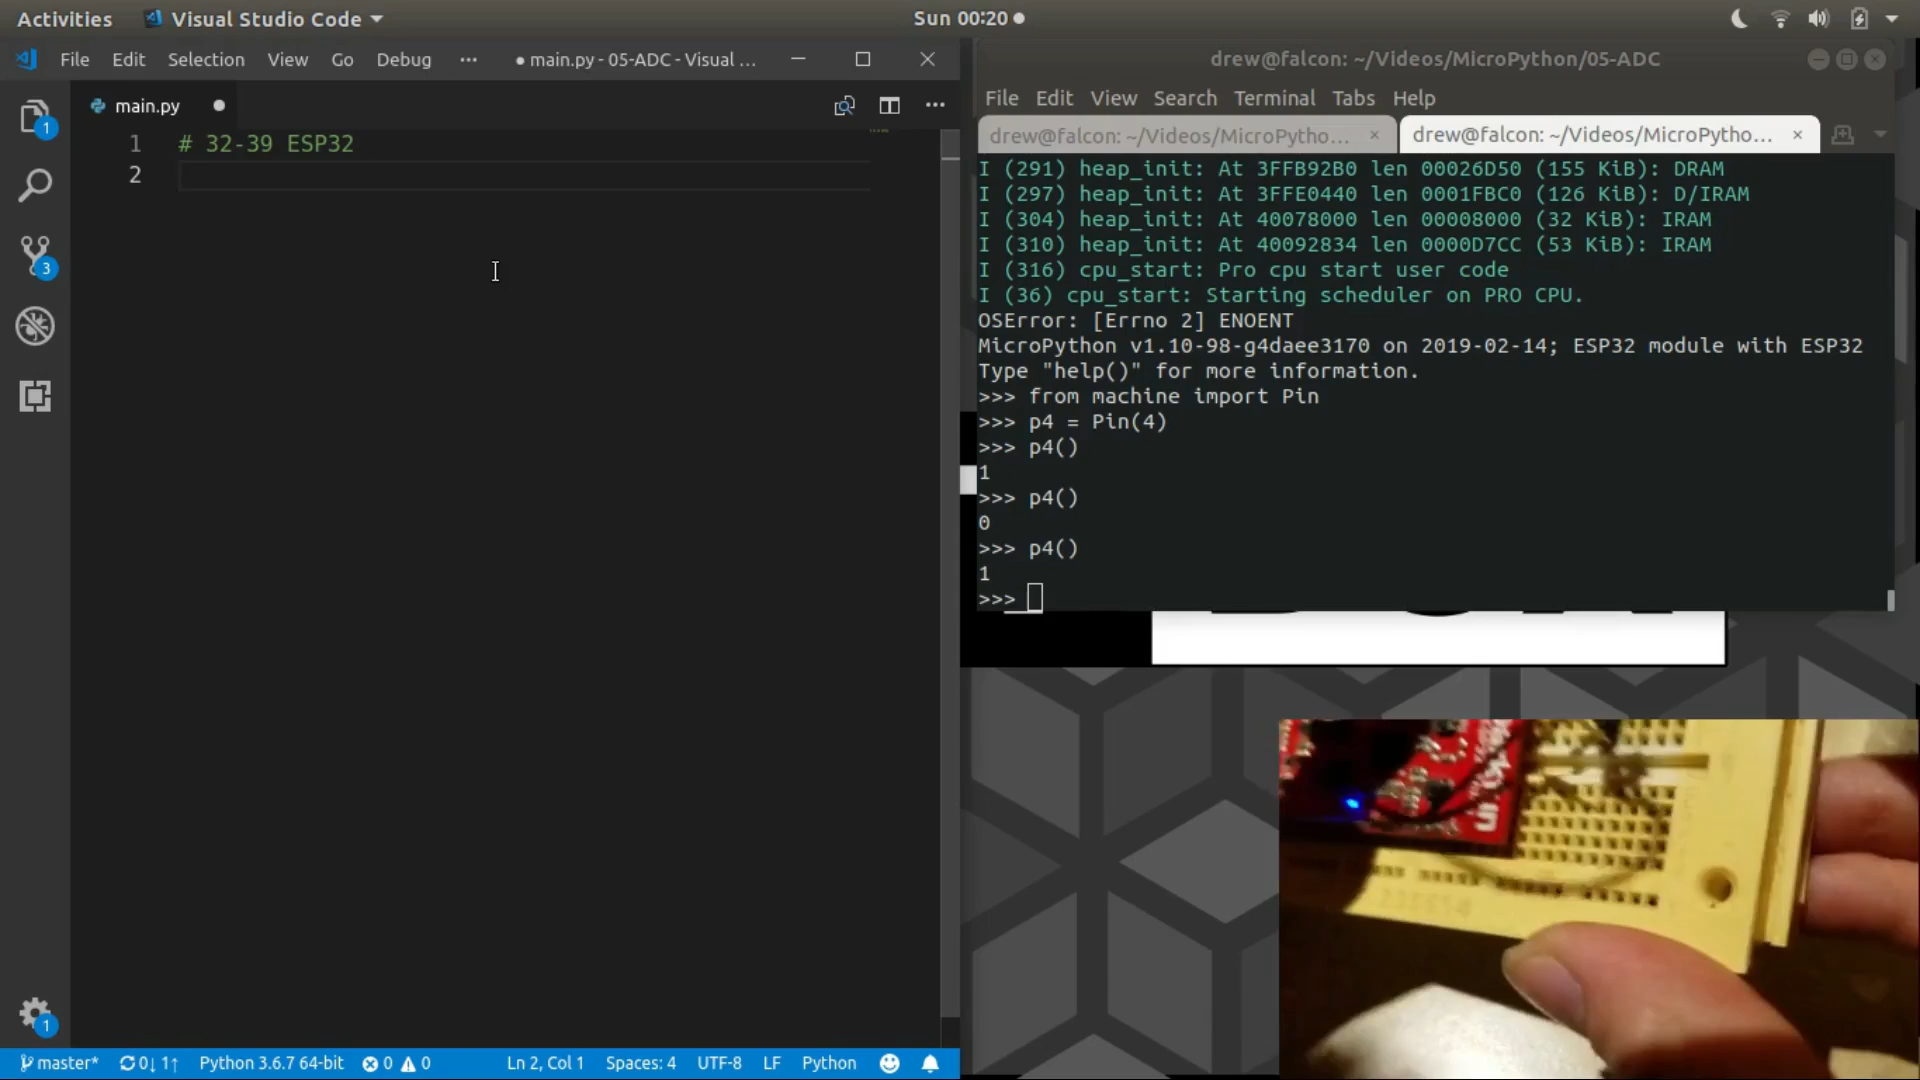 Activities Visual Studio Code Sun 00:20
File Edit Selection View Go Debug ••• ● main.py - 05-ADC - Visual ...
main.py
1 # 32-39 ESP32
2
master* 0↓ 1↑ Python 3.6.7 64-bit 0 0 Ln 2, Col 1 Spaces: 4 UTF-8 LF Python
1
3
1
drew@falcon: ~/Videos/MicroPython/05-ADC
File Edit View Search Terminal Tabs Help
drew@falcon: ~/Videos/MicroPytho... × drew@falcon: ~/Videos/MicroPytho... ×
I (291) heap_init: At 3FFB92B0 len 00026D50 (155 KiB): DRAM
I (297) heap_init: At 3FFE0440 len 0001FBC0 (126 KiB): D/IRAM
I (304) heap_init: At 40078000 len 00008000 (32 KiB): IRAM
I (310) heap_init: At 40092834 len 0000D7CC (53 KiB): IRAM
I (316) cpu_start: Pro cpu start user code
I (36) cpu_start: Starting scheduler on PRO CPU.
OSError: [Errno 2] ENOENT
MicroPython v1.10-98-g4daee3170 on 2019-02-14; ESP32 module with ESP32
Type "help()" for more information.
>>> from machine import Pin
>>> p4 = Pin(4)
>>> p4()
1
>>> p4()
0
>>> p4()
1
>>>